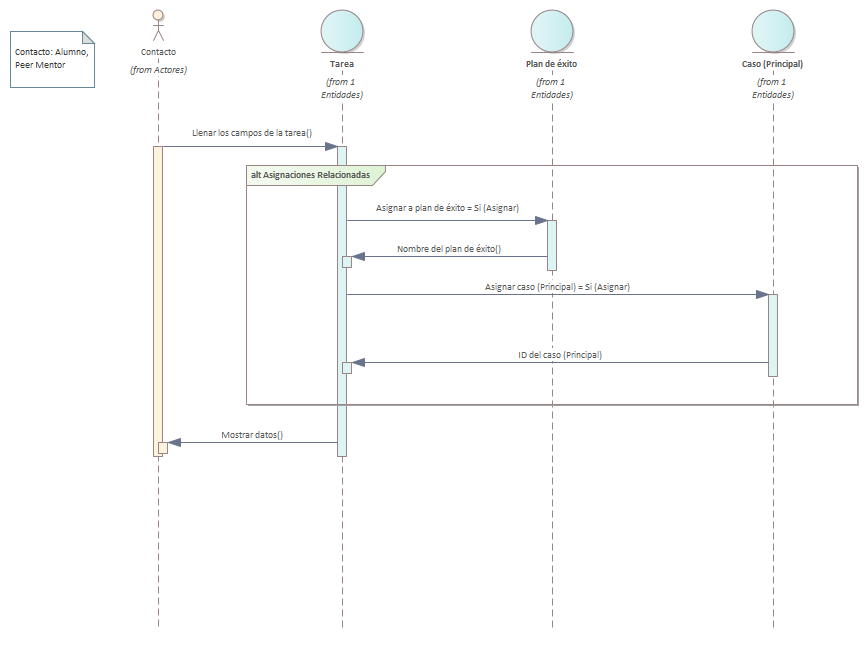 Contacto: Alumno,
Peer Mentor
Contacto
(from Actores)
Tarea
(from 1
Entidades)
Plan de éxito
(from 1
Entidades)
Caso (Principal)
(from 1
Entidades)
Llenar los campos de la tarea()
alt Asignaciones Relacionadas
Asignar a plan de éxito = Sí (Asignar)
Nombre del plan de éxito()
Asignar caso (Principal) = Sí (Asignar)
ID del caso (Principal)
Mostrar datos()